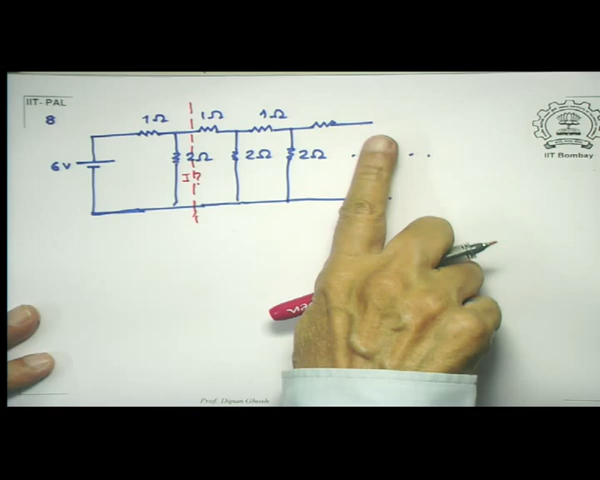 IIT-PAL
8
1Ω 1Ω 1Ω
6V 2Ω 2Ω 2Ω
I?
IIT Bombay
Prof. Dipan Ghosh